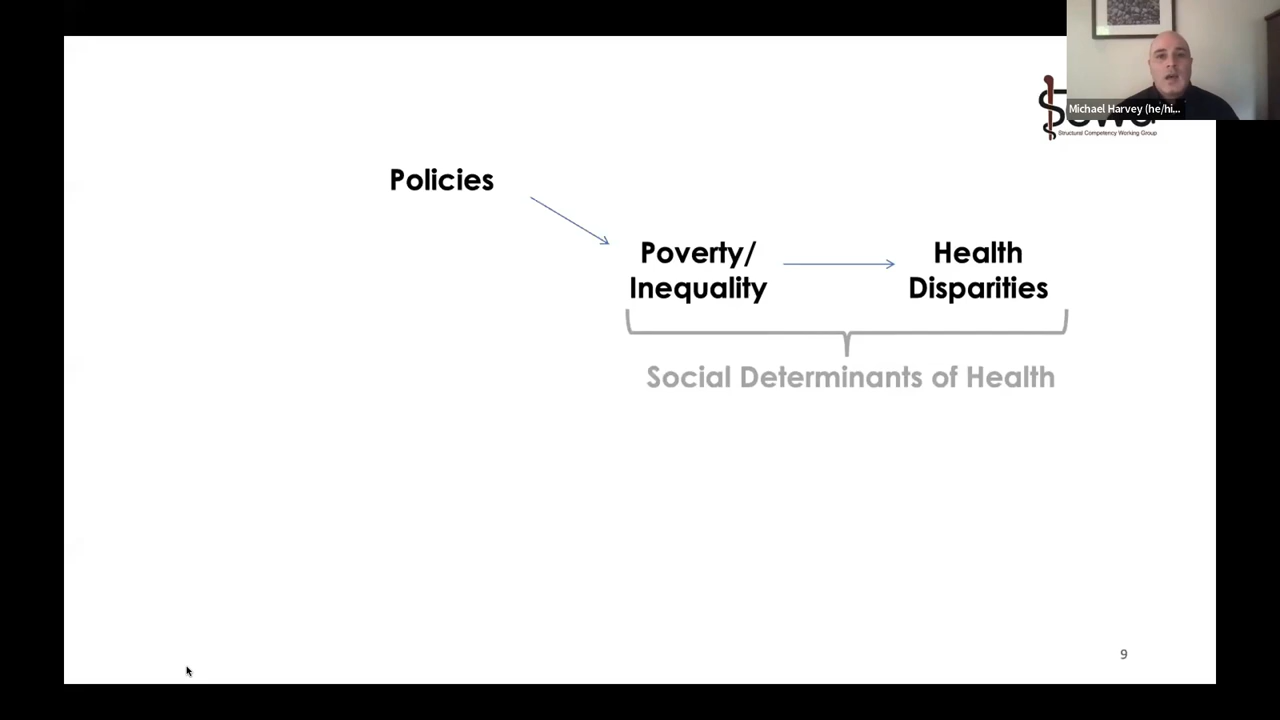 Michael Harvey (he/hi...
Structural Competency Working Group
Policies
Poverty/
Inequality
Health
Disparities
Social Determinants of Health
9